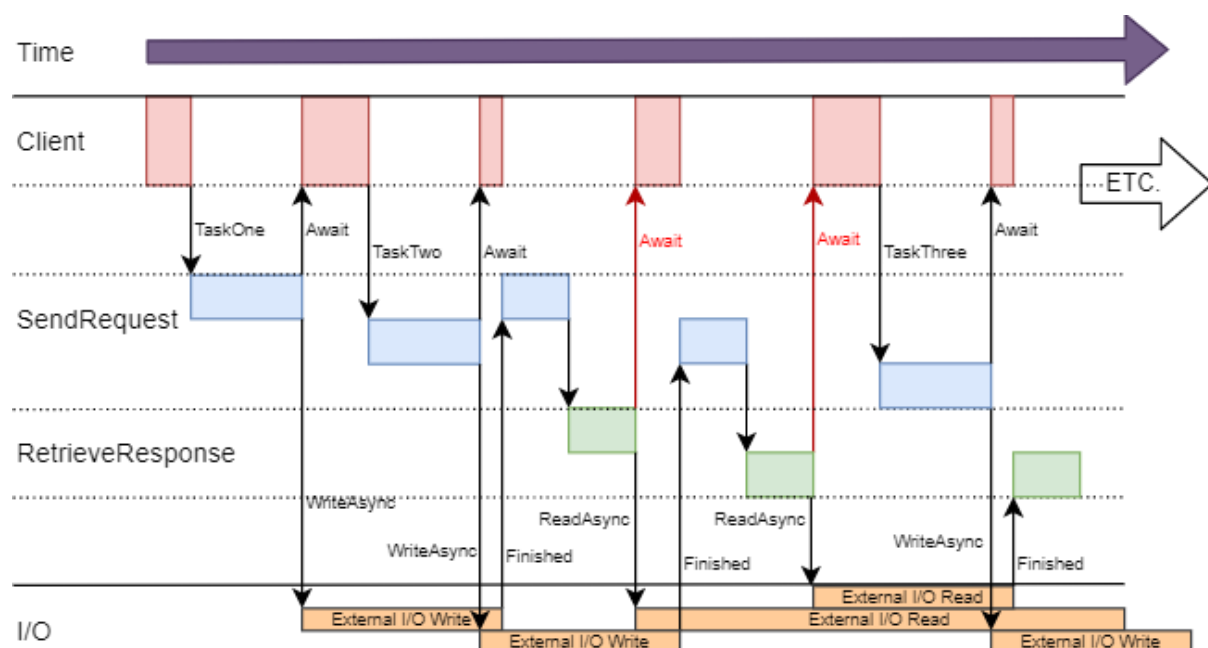 Time
Client
ETC.
TaskOne
Await
TaskTwo
Await
Await
Await
TaskThree
Await
SendRequest
RetrieveResponse
WriteAsync
WriteAsync
Finished
ReadAsync
Finished
ReadAsync
WriteAsync
Finished
External I/O Read
External I/O Write
External I/O Read
I/O
External I/O Write
External I/O Write